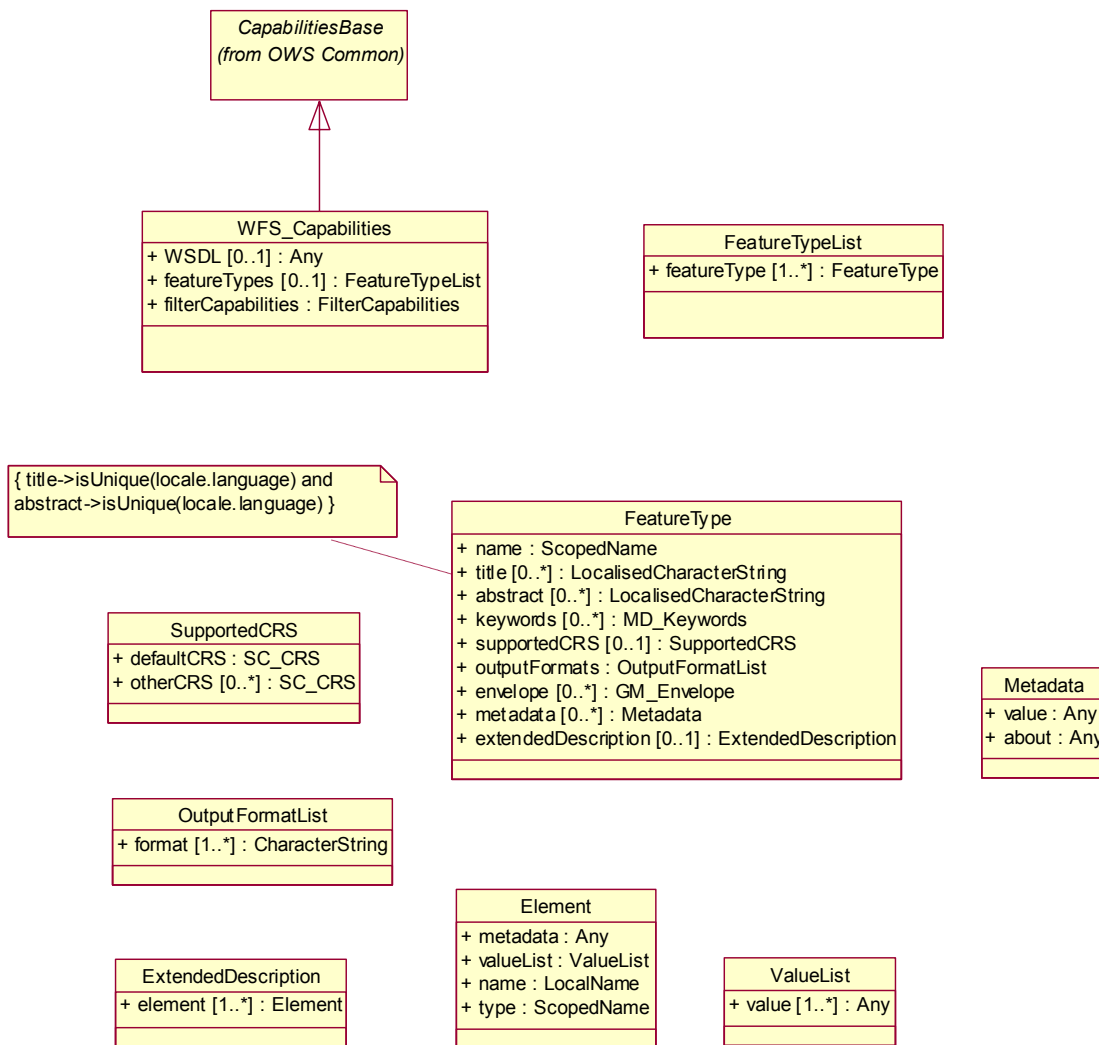 CapabilitiesBase
(from OWS Common)
WFS_Capabilities
+ WSDL [0..1] : Any
+ featureTypes [0..1] : FeatureTypeList
+ filterCapabilities : FilterCapabilities
FeatureTypeList
+ featureType [1..*] : FeatureType
{ title->isUnique(locale.language) and
abstract->isUnique(locale.language) }
FeatureType
+ name : ScopedName
+ title [0..*] : LocalisedCharacterString
+ abstract [0..*] : LocalisedCharacterString
+ keywords [0..*] : MD_Keywords
+ supportedCRS [0..1] : SupportedCRS
+ outputFormats : OutputFormatList
+ envelope [0..*] : GM_Envelope
+ metadata [0..*] : Metadata
+ extendedDescription [0..1] : ExtendedDescription
SupportedCRS
+ defaultCRS : SC_CRS
+ otherCRS [0..*] : SC_CRS
Metadata
+ value : Any
+ about : Any
OutputFormatList
+ format [1..*] : CharacterString
Element
+ metadata : Any
+ valueList : ValueList
+ name : LocalName
+ type : ScopedName
ExtendedDescription
+ element [1..*] : Element
ValueList
+ value [1..*] : Any